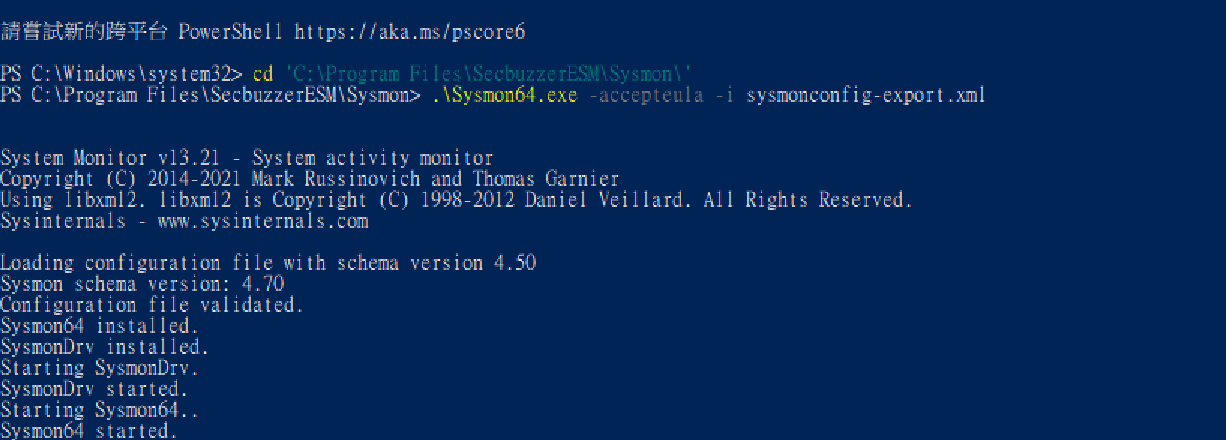 請嘗試新的跨平台 PowerShell https://aka.ms/pscore6
PS C:\Windows\system32> cd 'C:\Program Files\SecbuzzerESM\Sysmon\'
PS C:\Program Files\SecbuzzerESM\Sysmon> .\Sysmon64.exe -accepteula -i sysmonconfig-export.xml
System Monitor v13.21 - System activity monitor
Copyright (C) 2014-2021 Mark Russinovich and Thomas Garnier
Using libxml2. libxml2 is Copyright (C) 1998-2012 Daniel Veillard. All Rights Reserved.
Sysinternals - www.sysinternals.com
Loading configuration file with schema version 4.50
Sysmon schema version: 4.70
Configuration file validated.
Sysmon64 installed.
SysmonDrv installed.
Starting SysmonDrv.
SysmonDrv started.
Starting Sysmon64..
Sysmon64 started.